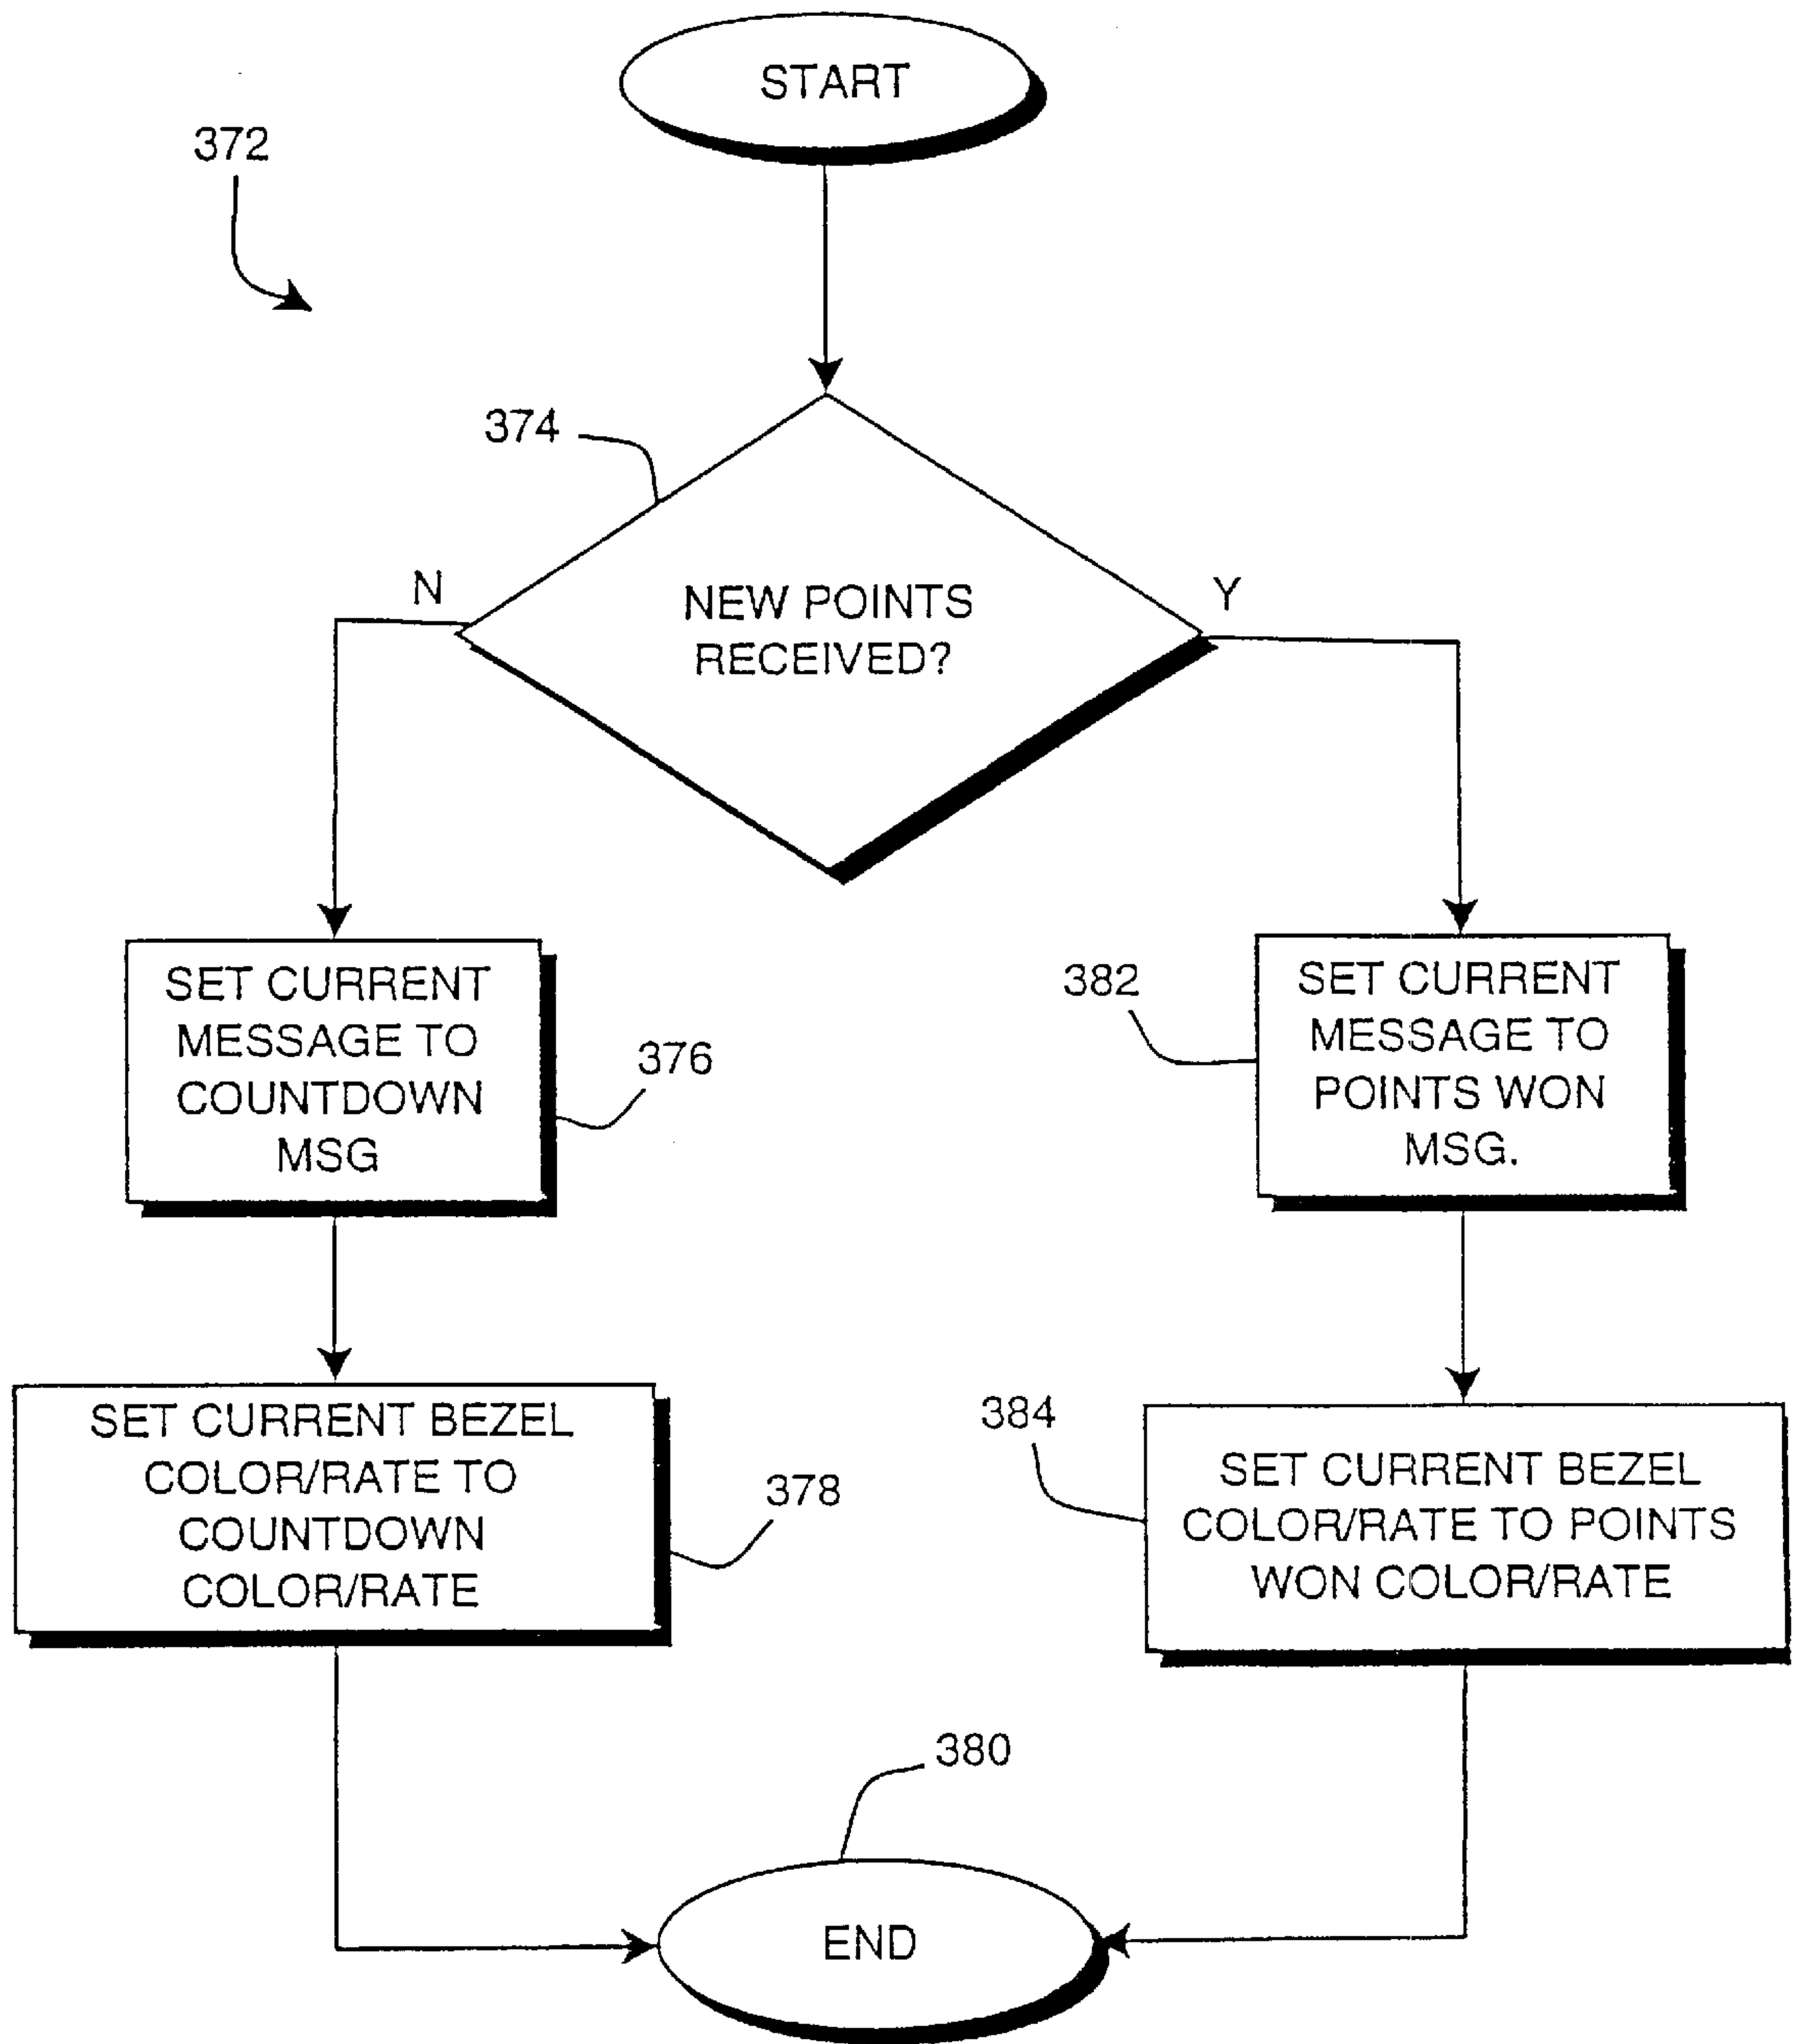 START
372
374
N
Y
NEW POINTS
RECEIVED?
SET CURRENT
MESSAGE TO
COUNTDOWN
MSG
376
382
SET CURRENT
MESSAGE TO
POINTS WON
MSG.
SET CURRENT BEZEL
COLOR/RATE TO
COUNTDOWN
COLOR/RATE
378
384
SET CURRENT BEZEL
COLOR/RATE TO POINTS
WON COLOR/RATE
380
END